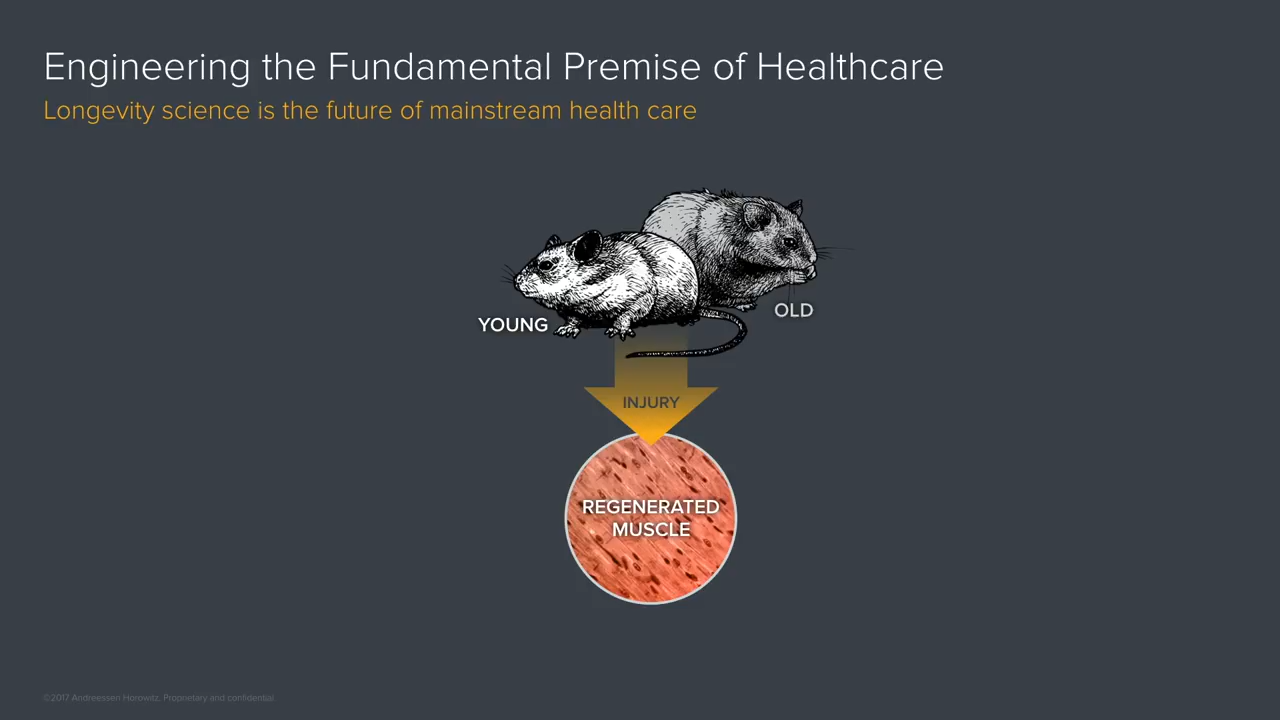 Engineering the Fundamental Premise of Healthcare
Longevity science is the future of mainstream health care
YOUNG
OLD
INJURY
REGENERATED
MUSCLE
©2017 Andreessen Horowitz. Proprietary and confidential